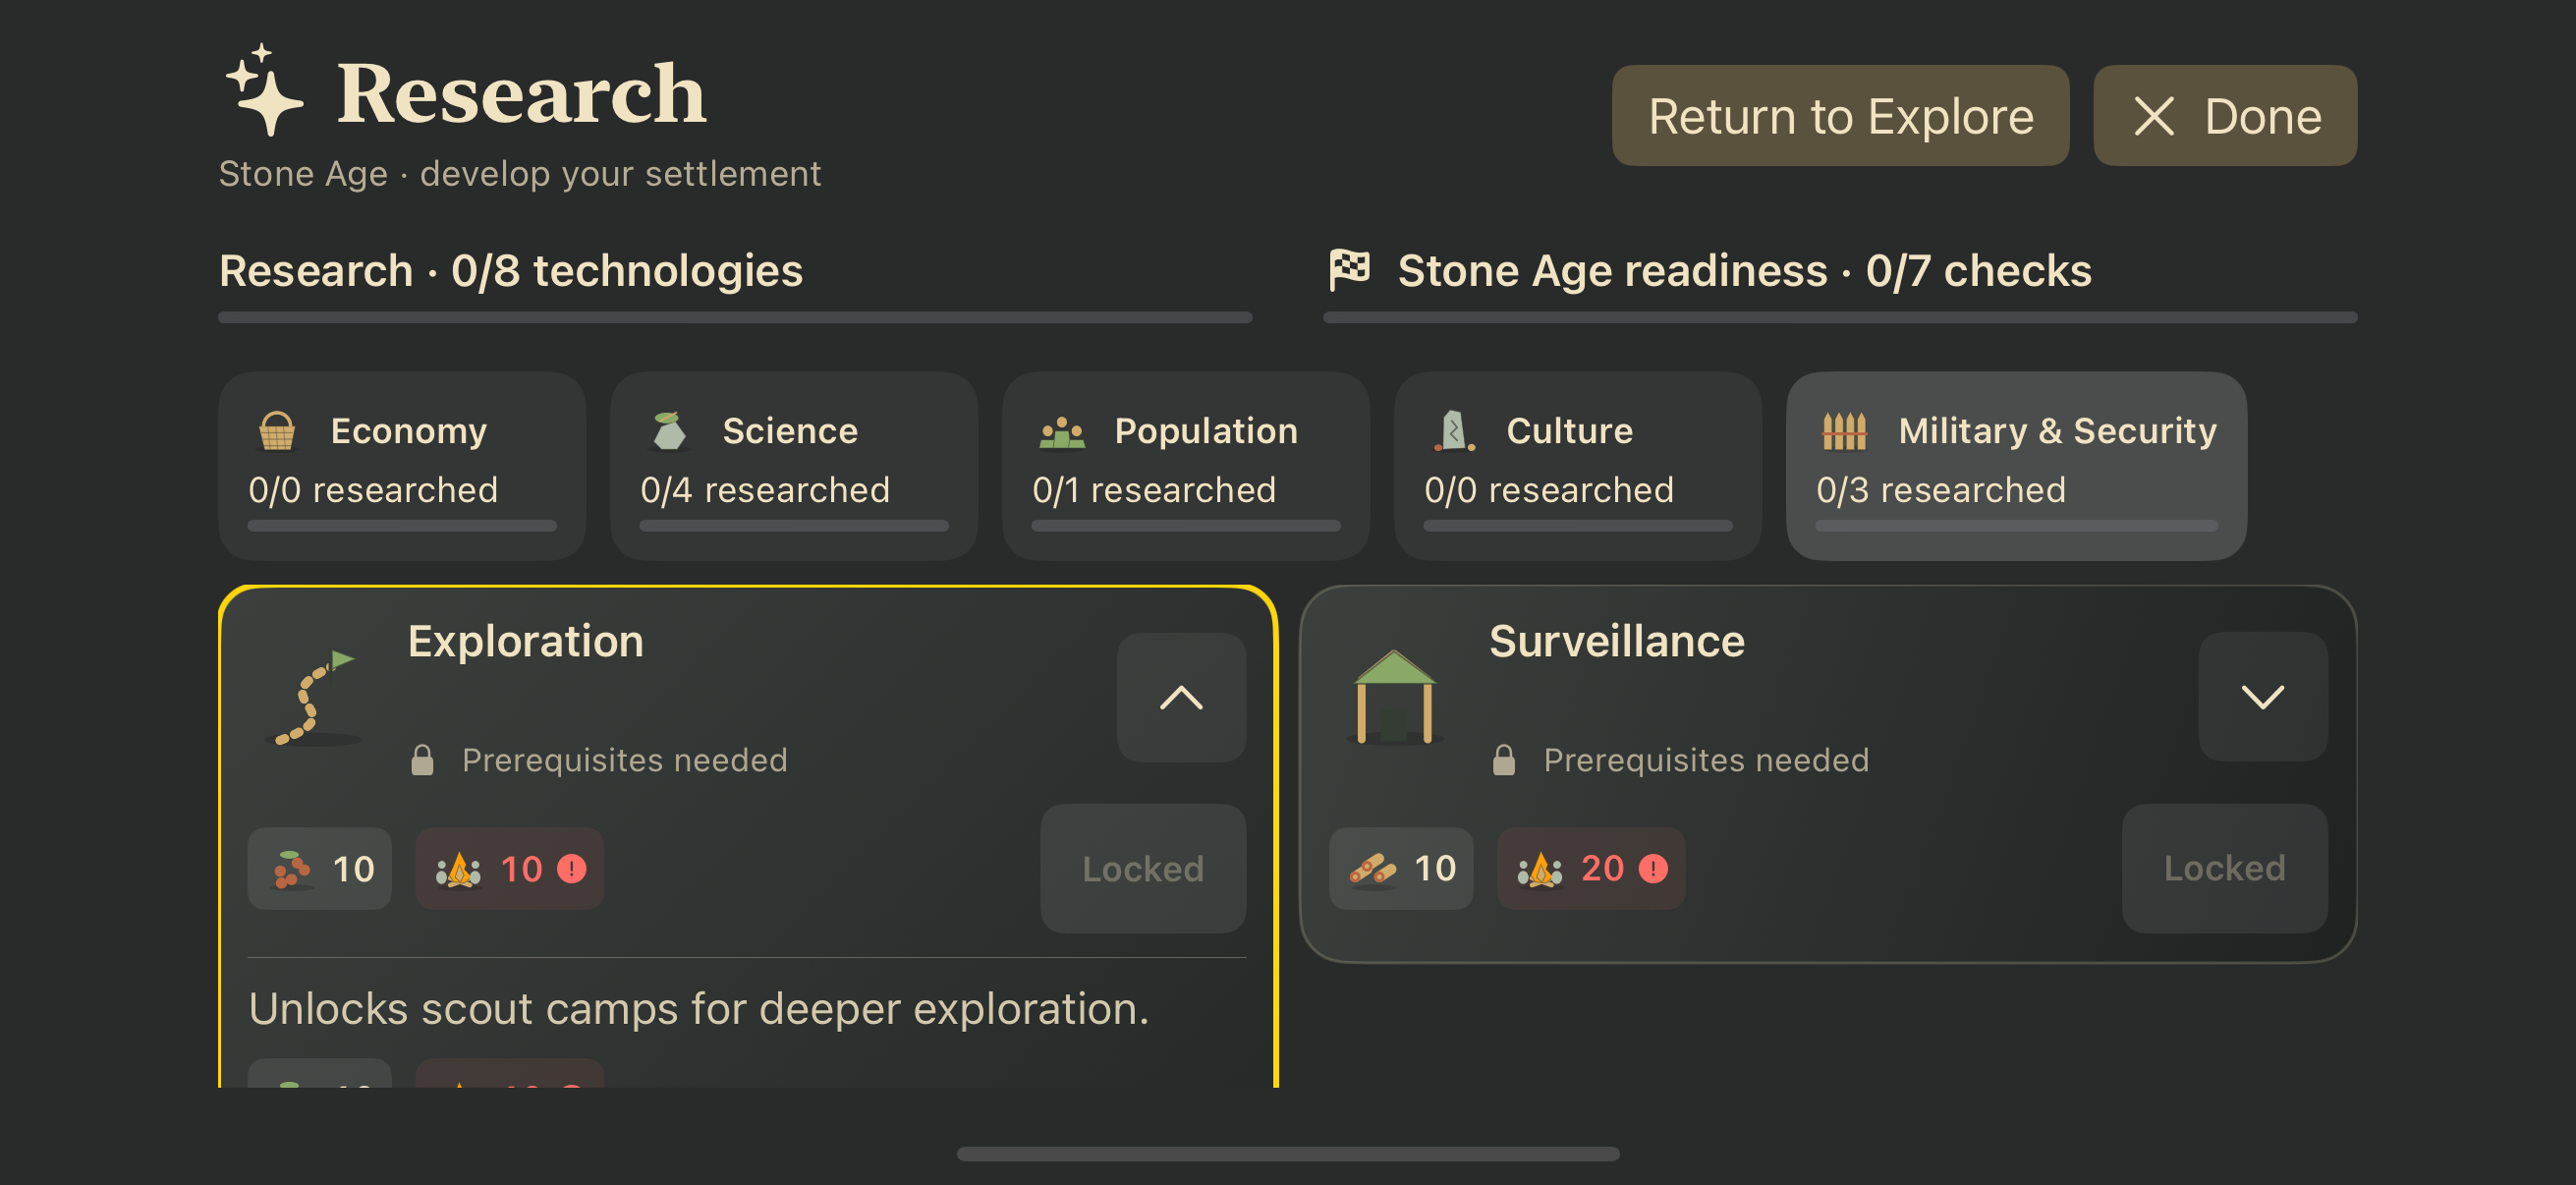 Research
Return to Explore
Done
Stone Age · develop your settlement
Research · 0/8 technologies
Stone Age readiness · 0/7 checks
Economy
0/0 researched
Science
0/4 researched
Population
0/1 researched
Culture
0/0 researched
Military & Security
0/3 researched
Exploration
Prerequisites needed
10
10
Locked
Unlocks scout camps for deeper exploration.
Surveillance
Prerequisites needed
10
20
Locked